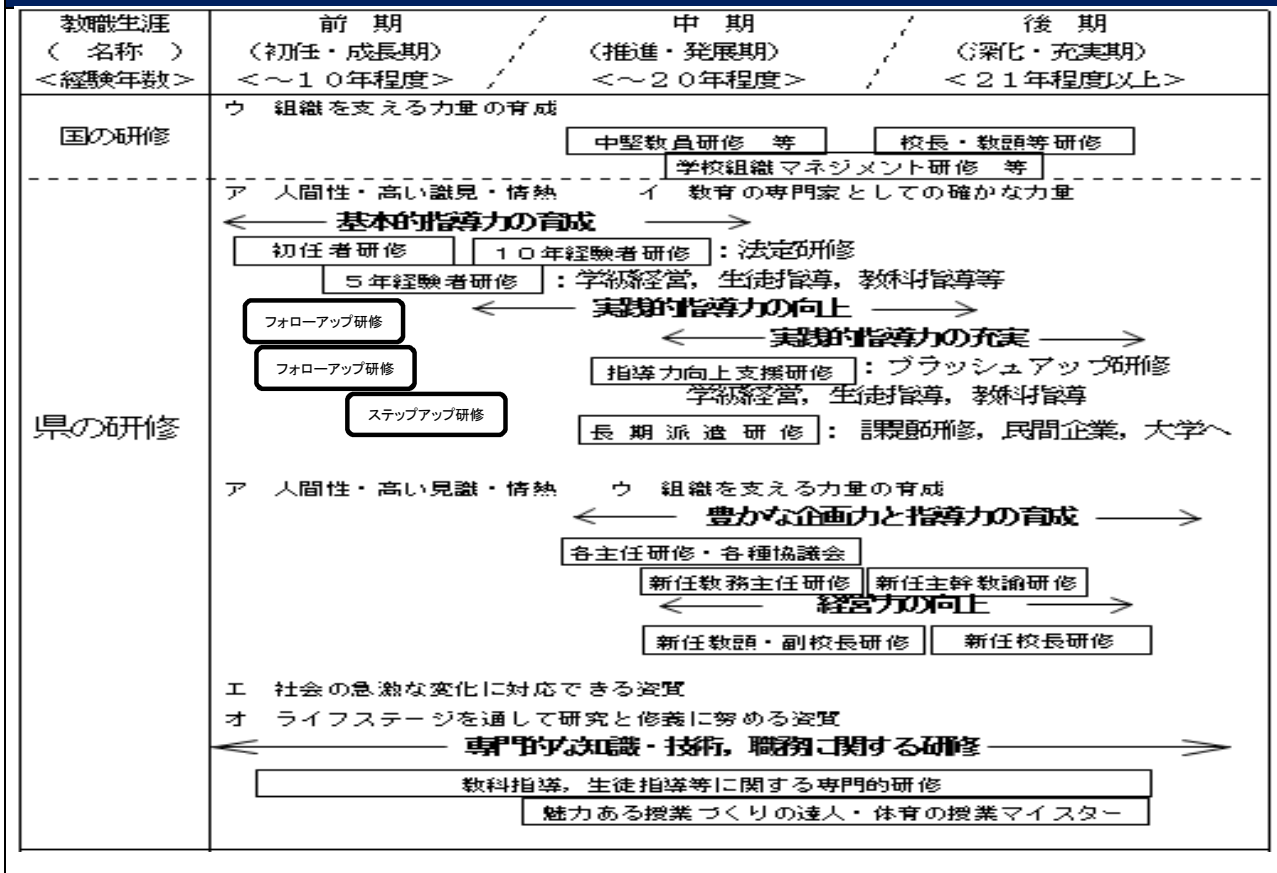 教職生涯
（　名称　）
＜経験年数＞
前　期
（初任・成長期）
＜～１０年程度＞
中　期
（推進・発展期）
＜～２０年程度＞
後　期
（深化・充実期）
＜２１年程度以上＞
国の研修
ウ　組織を支える力量の育成
中堅教員研修　等
校長・教頭等研修
学校組織マネジメント研修　等
県の研修
ア　人間性・高い識見・情熱　　イ　教育の専門家としての確かな力量
基本的指導力の育成
初任者研修　１０年経験者研修：法定研修
５年経験者研修：学級経営，生徒指導，教科指導等
実践的指導力の向上
フォローアップ研修
実践的指導力の充実
フォローアップ研修
指導力向上支援研修：ブラッシュアップ研修
学級経営，生徒指導，教科指導
ステップアップ研修
長期派遣研修：課題研修，民間企業，大学へ
ア　人間性・高い見識・情熱　　ウ　組織を支える力量の育成
豊かな企画力と指導力の育成
各主任研修・各種協議会
新任教務主任研修　新任主幹教諭研修
経営力の向上
新任教頭・副校長研修　新任校長研修
エ　社会の急激な変化に対応できる資質
オ　ライフステージを通して研究と修養に努める資質
専門的な知識・技術，職務に関する研修
教科指導，生徒指導等に関する専門的研修
魅力ある授業づくりの達人・体育の授業マイスター